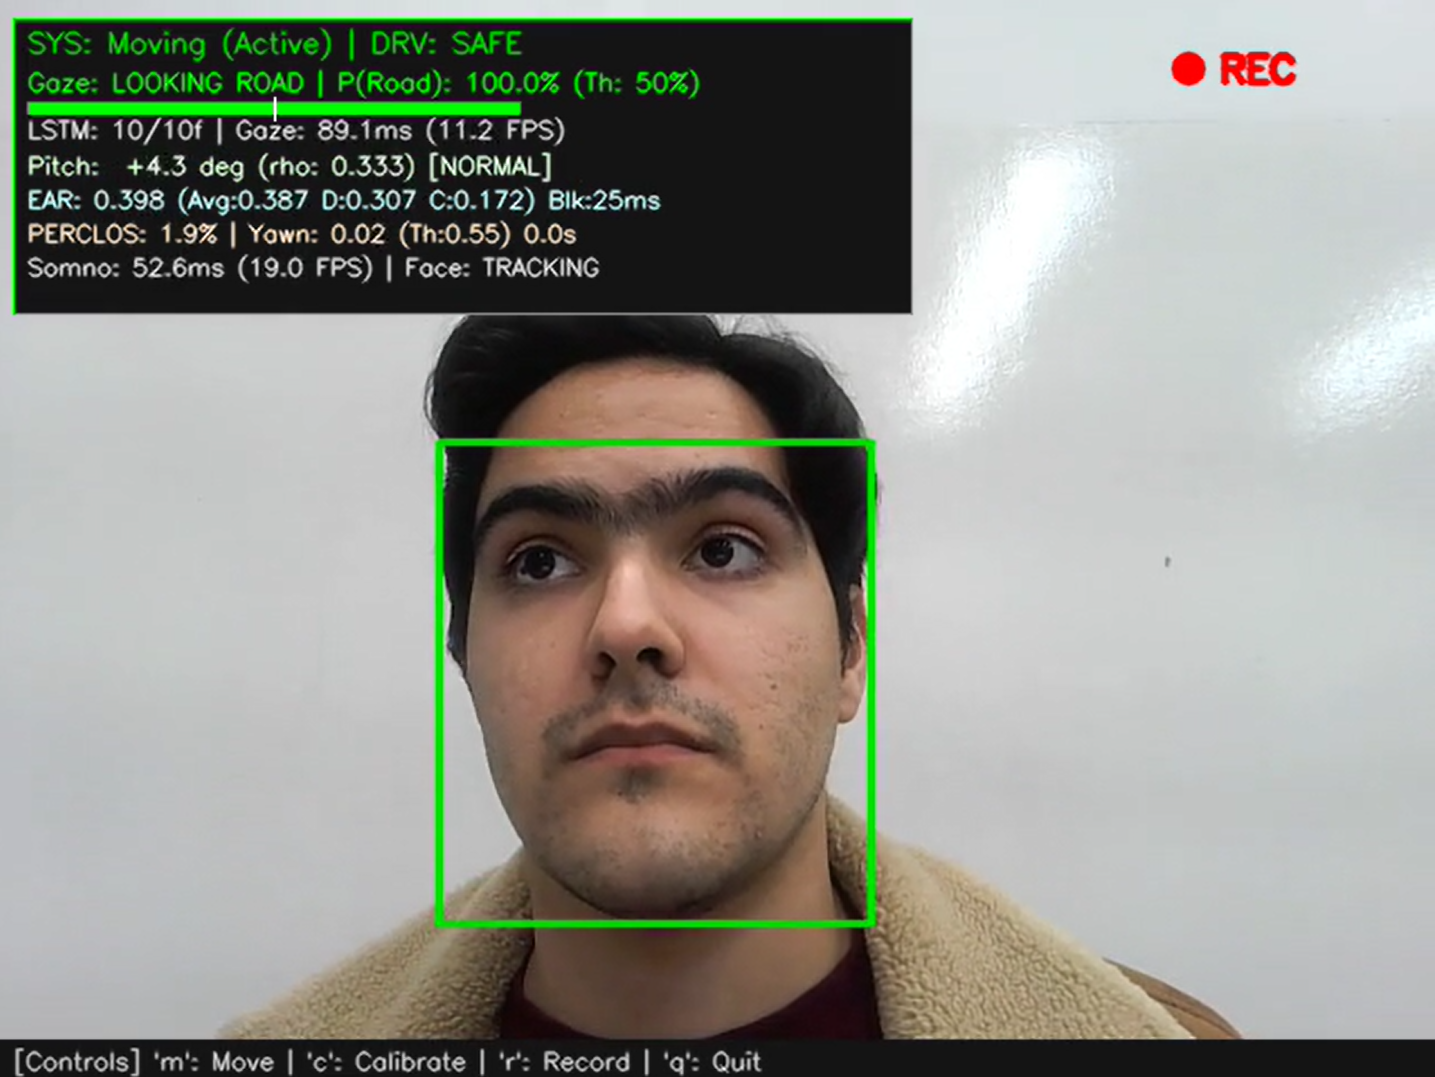 SYS: Moving (Active) | DRV: SAFE
Gaze: LOOKING ROAD | P(Road): 100.0% (Th: 50%)
LSTM: 10/10f | Gaze: 89.1ms (11.2 FPS)
Pitch: +4.3 deg (rho: 0.333) [NORMAL]
EAR: 0.398 (Avg:0.387 D:0.307 C:0.172) Blk:25ms
PERCLOS: 1.9% | Yawn: 0.02 (Th:0.55) 0.0s
Somno: 52.6ms (19.0 FPS) | Face: TRACKING
REC
[Controls] 'm': Move | 'c': Calibrate | 'r': Record | 'q': Quit